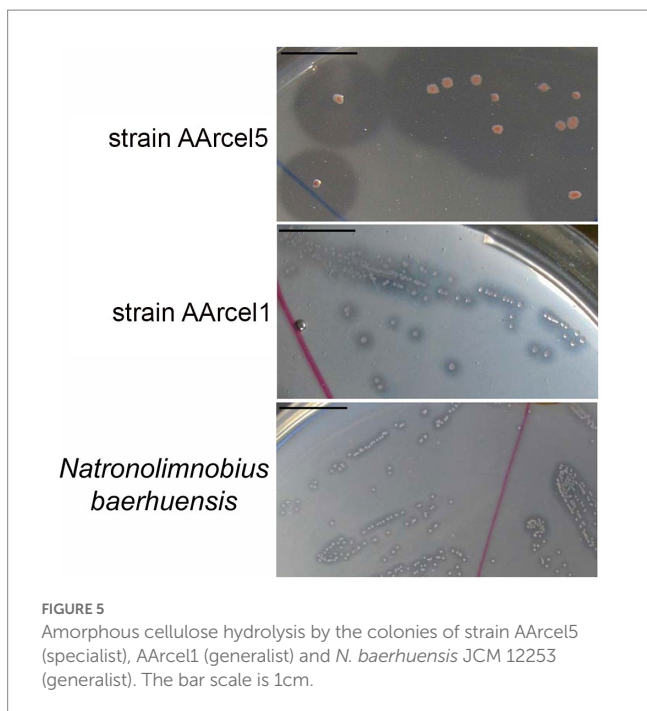 strain AArcel5
strain AArcel1
Natronolimnobius
baerhuensis
FIGURE 5
Amorphous cellulose hydrolysis by the colonies of strain AArcel5
(specialist), AArcel1 (generalist) and N. baerhuensis JCM 12253
(generalist). The bar scale is 1cm.